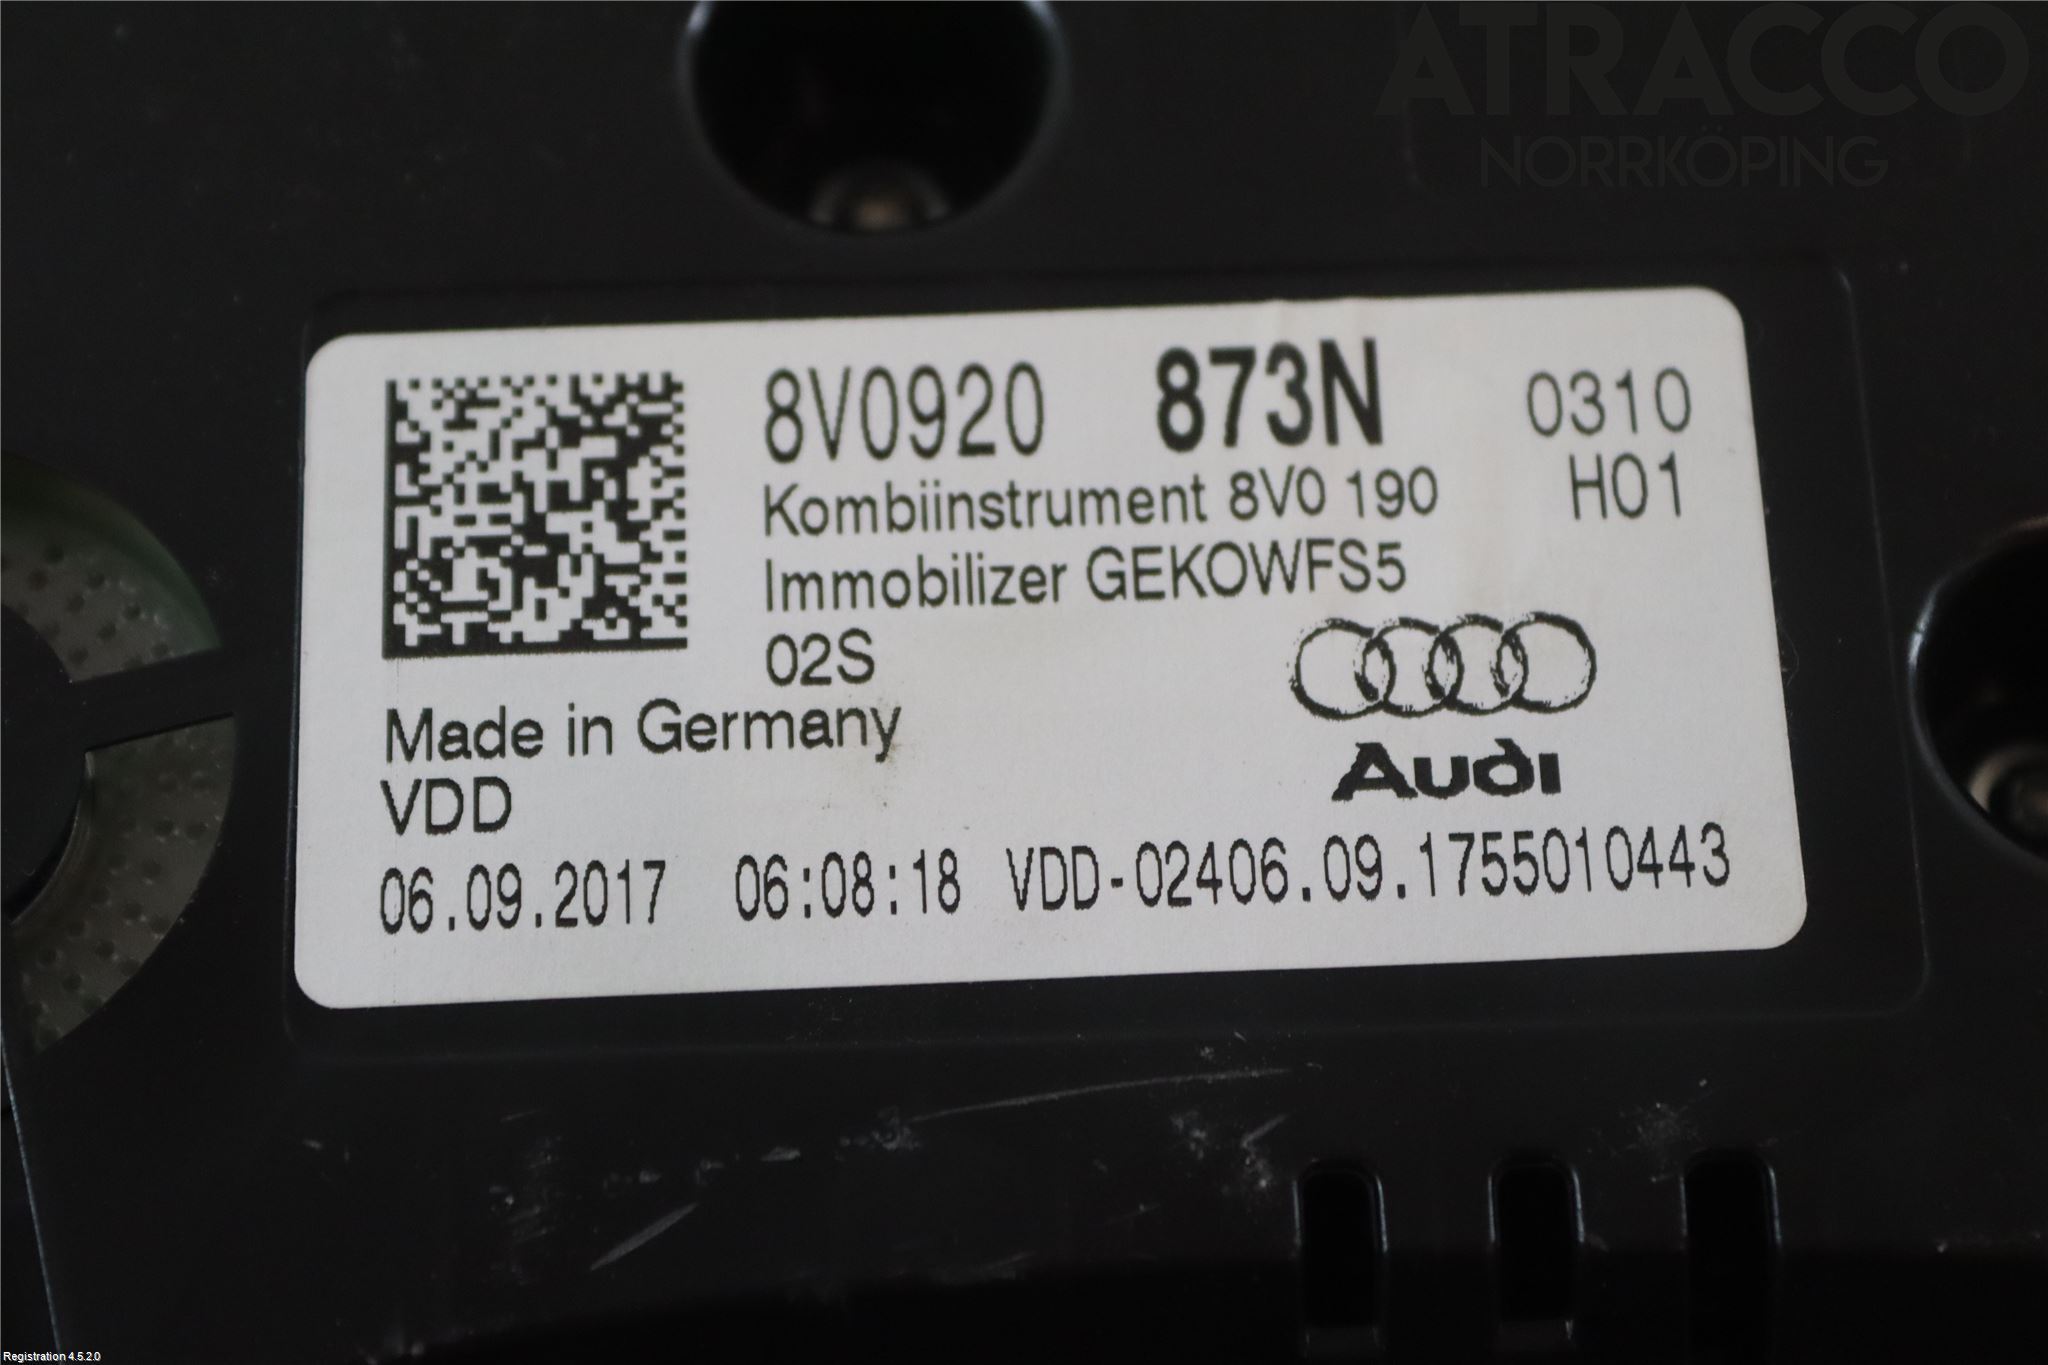 ATRACCO
NORRKÖPING
8V0920 873N 0310
Kombiinstrument 8V0 190 H01
Immobilizer GEKOWFS5
02S
Made in Germany
Audi
VDD
06.09.2017 06:08:18 VDD-02406.09.1755010443
Registration 4.5.2.0